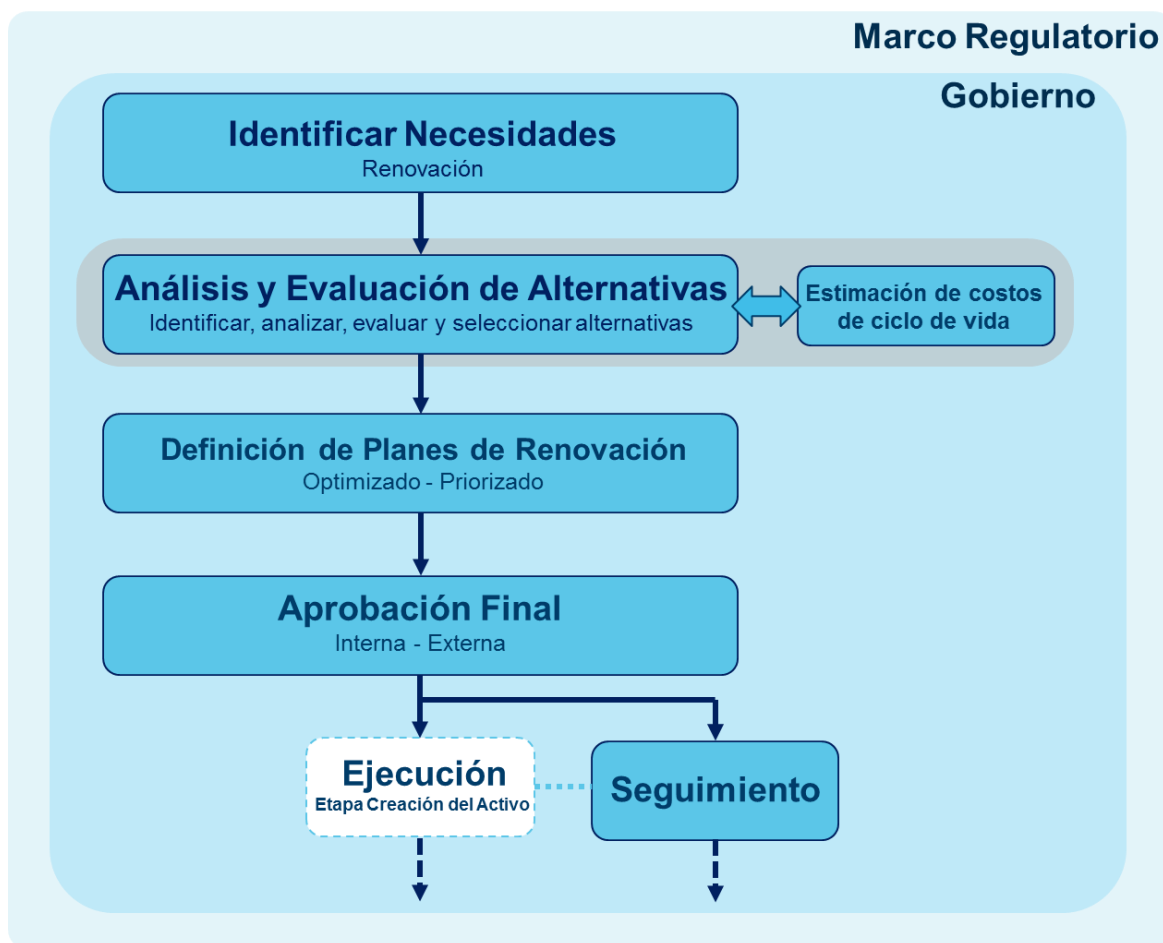 Marco Regulatorio
Gobierno
Identificar Necesidades
Renovación
Análisis y Evaluación de Alternativas
Identificar, analizar, evaluar y seleccionar alternativas
Estimación de costos
de ciclo de vida
Definición de Planes de Renovación
Optimizado - Priorizado
Aprobación Final
Interna - Externa
Ejecución
Etapa Creación del Activo
Seguimiento